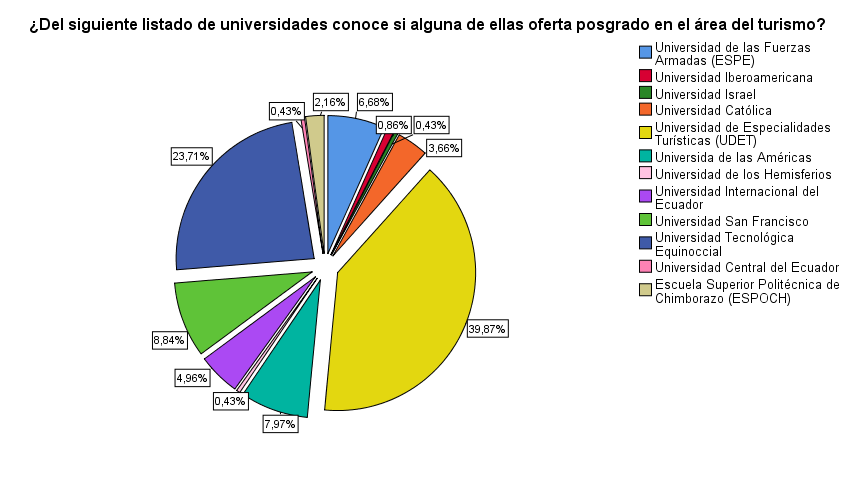 ¿Del siguiente listado de universidades conoce si alguna de ellas oferta posgrado en el área del turismo?
Universidad de las Fuerzas
Armadas (ESPE)
Universidad Iberoamericana
Universidad Israel
Universidad Católica
Universidad de Especialidades
Turísticas (UDET)
Universida de las Américas
Universidad de los Hemisferios
Universidad Internacional del
Ecuador
Universidad San Francisco
Universidad Tecnológica
Equinoccial
Universidad Central del Ecuador
Escuela Superior Politécnica de
Chimborazo (ESPOCH)
2,16%
6,68%
0,43%
0,86%
0,43%
3,66%
23,71%
39,87%
8,84%
4,96%
0,43%
7,97%